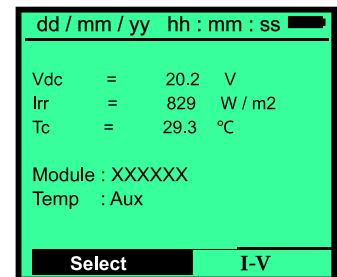 dd / mm / yy hh : mm : ss
Vdc = 20.2 V
Irr = 829 W / m2
Tc = 29.3 ℃
Module : XXXXXX
Temp : Aux
Select I-V